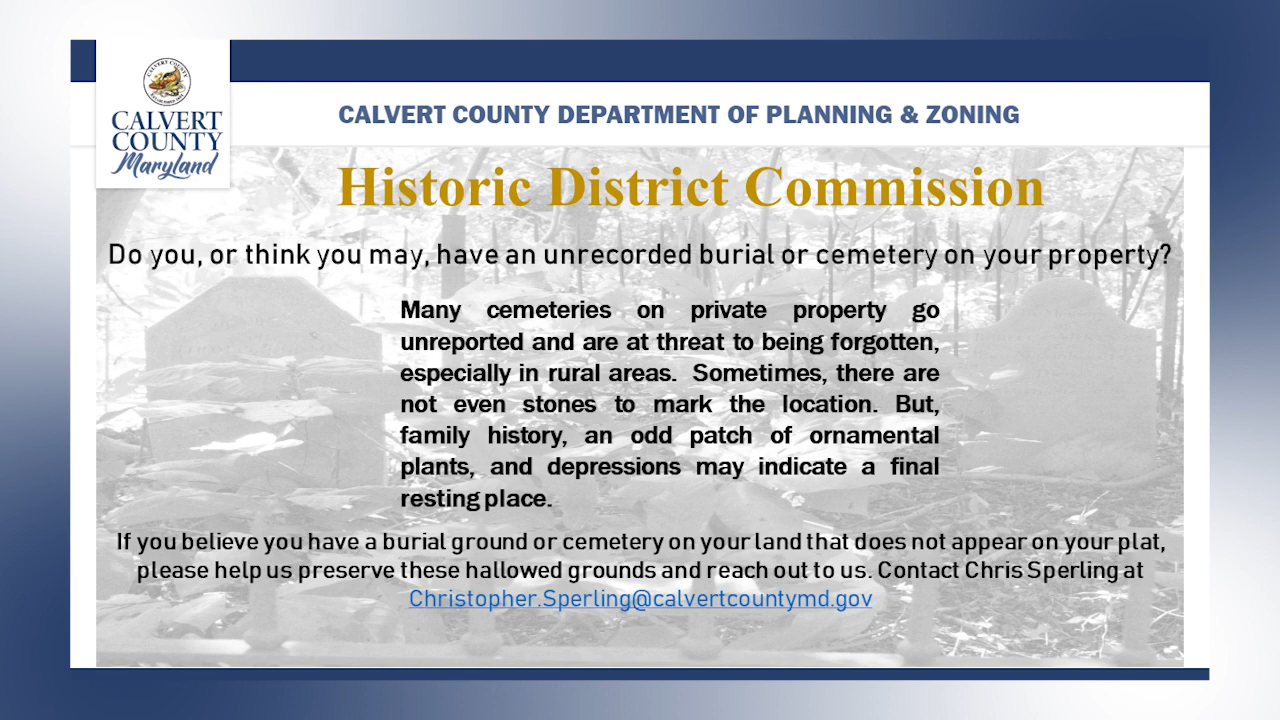 CALVERT COUNTY
CALVERT
COUNTY
Maryland
CALVERT COUNTY DEPARTMENT OF PLANNING & ZONING
Historic District Commission
Do you, or think you may, have an unrecorded burial or cemetery on your property?
Many cemeteries on private property go
unreported and are at threat to being forgotten,
especially in rural areas. Sometimes, there are
not even stones to mark the location. But,
family history, an odd patch of ornamental
plants, and depressions may indicate a final
resting place.
If you believe you have a burial ground or cemetery on your land that does not appear on your plat,
please help us preserve these hallowed grounds and reach out to us. Contact Chris Sperling at
Christopher.Sperling@calvertcountymd.gov